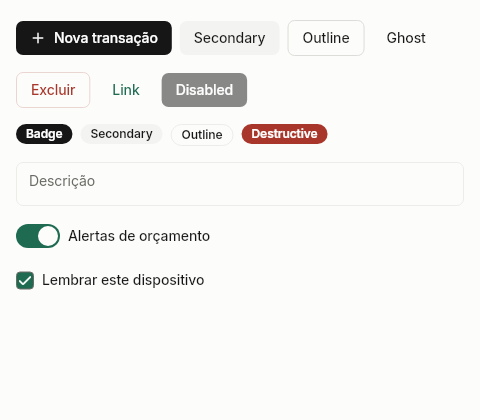 Nova transação Secondary Outline Ghost
Excluir Link Disabled
Badge Secondary Outline Destructive
Descrição
Alertas de orçamento
Lembrar este dispositivo